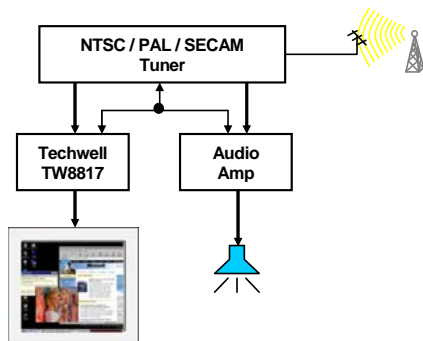 NTSC / PAL / SECAM
Tuner
Techwell
TW8817
Audio
Amp